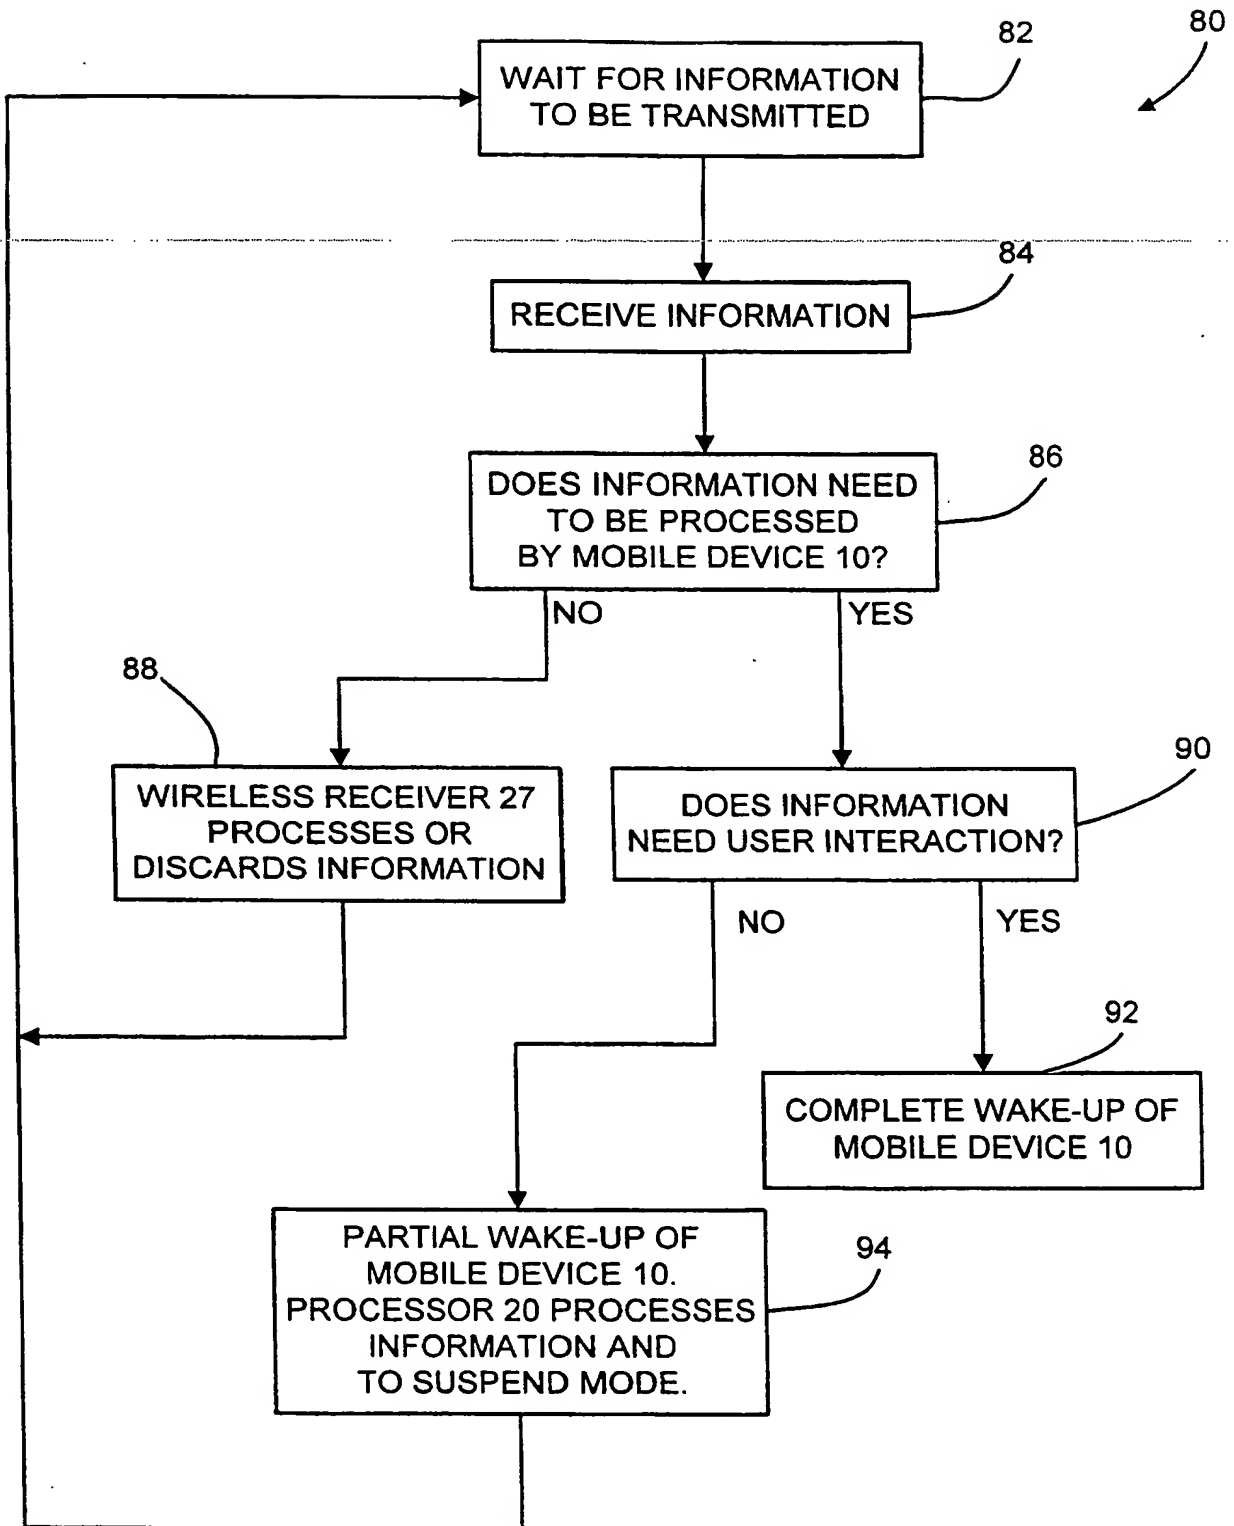 80
82
WAIT FOR INFORMATION
TO BE TRANSMITTED
84
RECEIVE INFORMATION
86
DOES INFORMATION NEED
TO BE PROCESSED
BY MOBILE DEVICE 10?
NO
YES
88
WIRELESS RECEIVER 27
PROCESSES OR
DISCARDS INFORMATION
90
DOES INFORMATION
NEED USER INTERACTION?
NO
YES
92
COMPLETE WAKE-UP OF
MOBILE DEVICE 10
94
PARTIAL WAKE-UP OF
MOBILE DEVICE 10.
PROCESSOR 20 PROCESSES
INFORMATION AND
TO SUSPEND MODE.